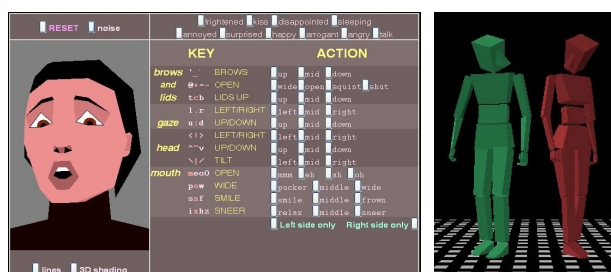 RESET noise
frightened kiss disappointed sleeping
annoyed surprised happy arrogant angry talk
KEY ACTION
brows '_` BROWS up mid down
and @+~- OPEN wide open squint shut
lids tcb LIDS UP up mid down
l.r LEFT/RIGHT left mid right
gaze u:d UP/DOWN up mid down
<!> LEFT/RIGHT left mid right
head ^~v UP/DOWN up mid down
\|/ TILT left mid right
mouth meoO OPEN mmm eh ah oh
paw WIDE pucker middle wide
ssf SMILE smile middle frown
ixhz SNEER relax middle sneer
Left side only Right side only
lines 3D shading